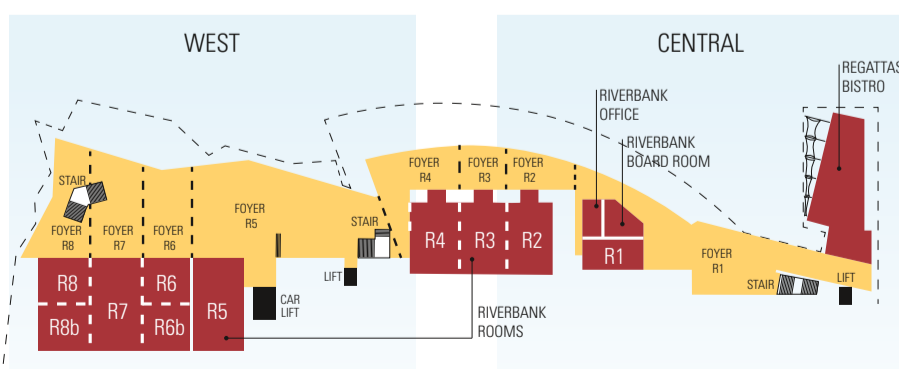 WEST
CENTRAL
REGATTAS
BISTRO
RIVERBANK
OFFICE
RIVERBANK
BOARD ROOM
FOYER
R4
FOYER
R3
FOYER
R2
STAIR
FOYER
R8
FOYER
R7
FOYER
R6
FOYER
R5
STAIR
R4
R3
R2
R1
FOYER
R1
STAIR
LIFT
LIFT
R8
R7
R6
R5
R8b
R6b
CAR
LIFT
RIVERBANK
ROOMS